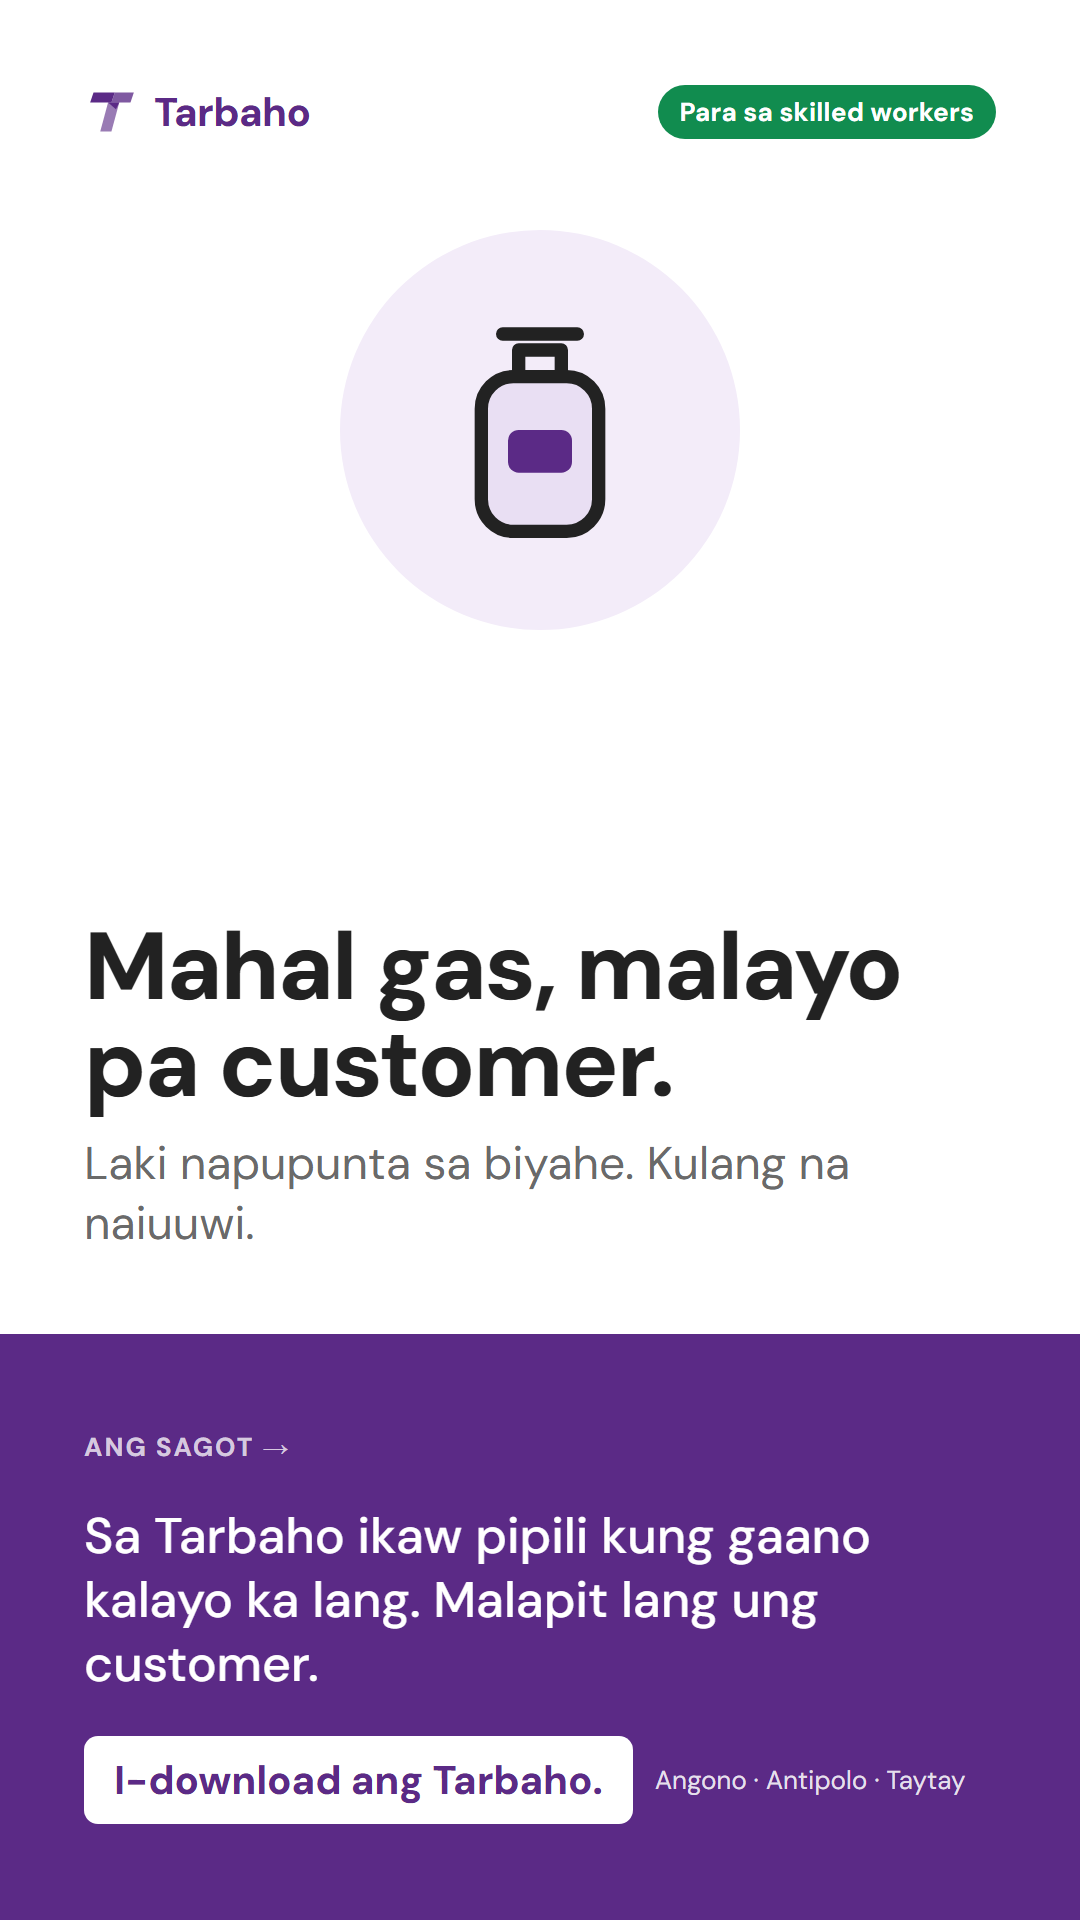 Tarbaho
Para sa skilled workers
Mahal gas, malayo
pa customer.
Laki napupunta sa biyahe. Kulang na
naiuuwi.
ANG SAGOT →
Sa Tarbaho ikaw pipili kung gaano
kalayo ka lang. Malapit lang ung
customer.
I-download ang Tarbaho.
Angono · Antipolo · Taytay